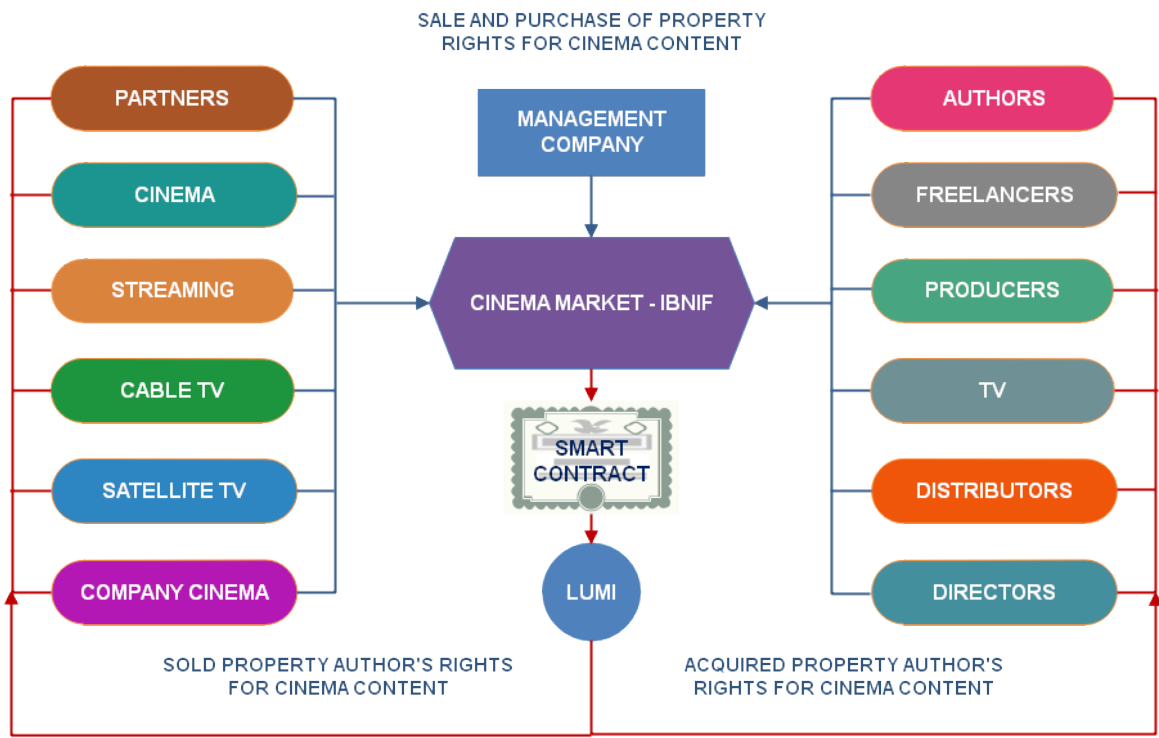 SALE AND PURCHASE OF PROPERTY
RIGHTS FOR CINEMA CONTENT
PARTNERS
CINEMA
STREAMING
CABLE TV
SATELLITE TV
COMPANY CINEMA
MANAGEMENT
COMPANY
CINEMA MARKET - IBNIF
SMART
CONTRACT
LUMI
AUTHORS
FREELANCERS
PRODUCERS
TV
DISTRIBUTORS
DIRECTORS
SOLD PROPERTY AUTHOR'S RIGHTS
FOR CINEMA CONTENT
ACQUIRED PROPERTY AUTHOR'S
RIGHTS FOR CINEMA CONTENT